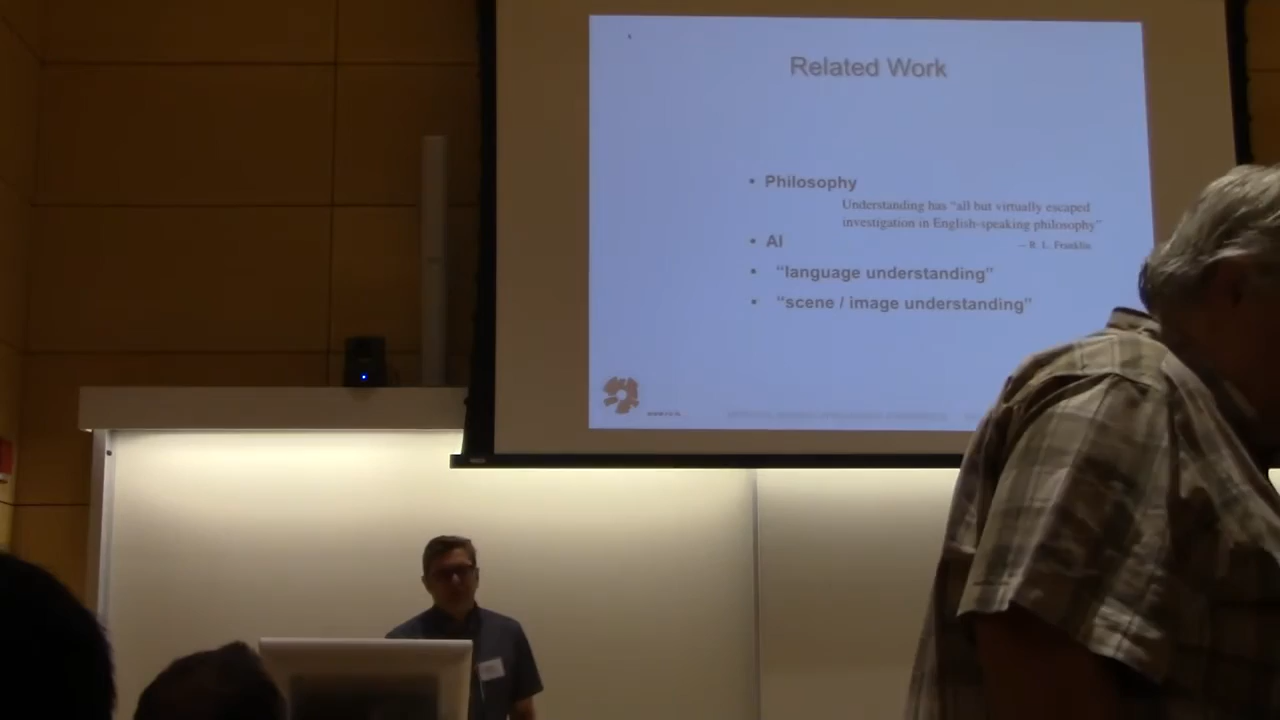 Related Work
• Philosophy
Understanding has "all but virtually escaped
investigation in English-speaking philosophy"
– R. L. Franklin
• AI
• "language understanding"
• "scene / image understanding"